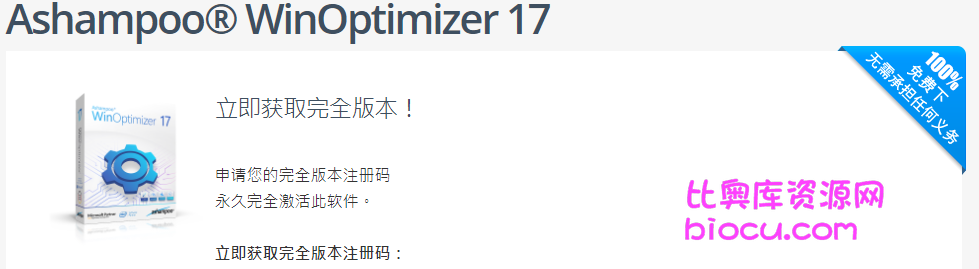 Ashampoo® WinOptimizer 17
100%
免费下
无需承担任何义务
Ashampoo®
WinOptimizer 17
立即获取完全版本！
申请您的完全版本注册码
永久完全激活此软件。
立即获取完全版本注册码：
比奥库资源网
biocu.com
Ashampoo®